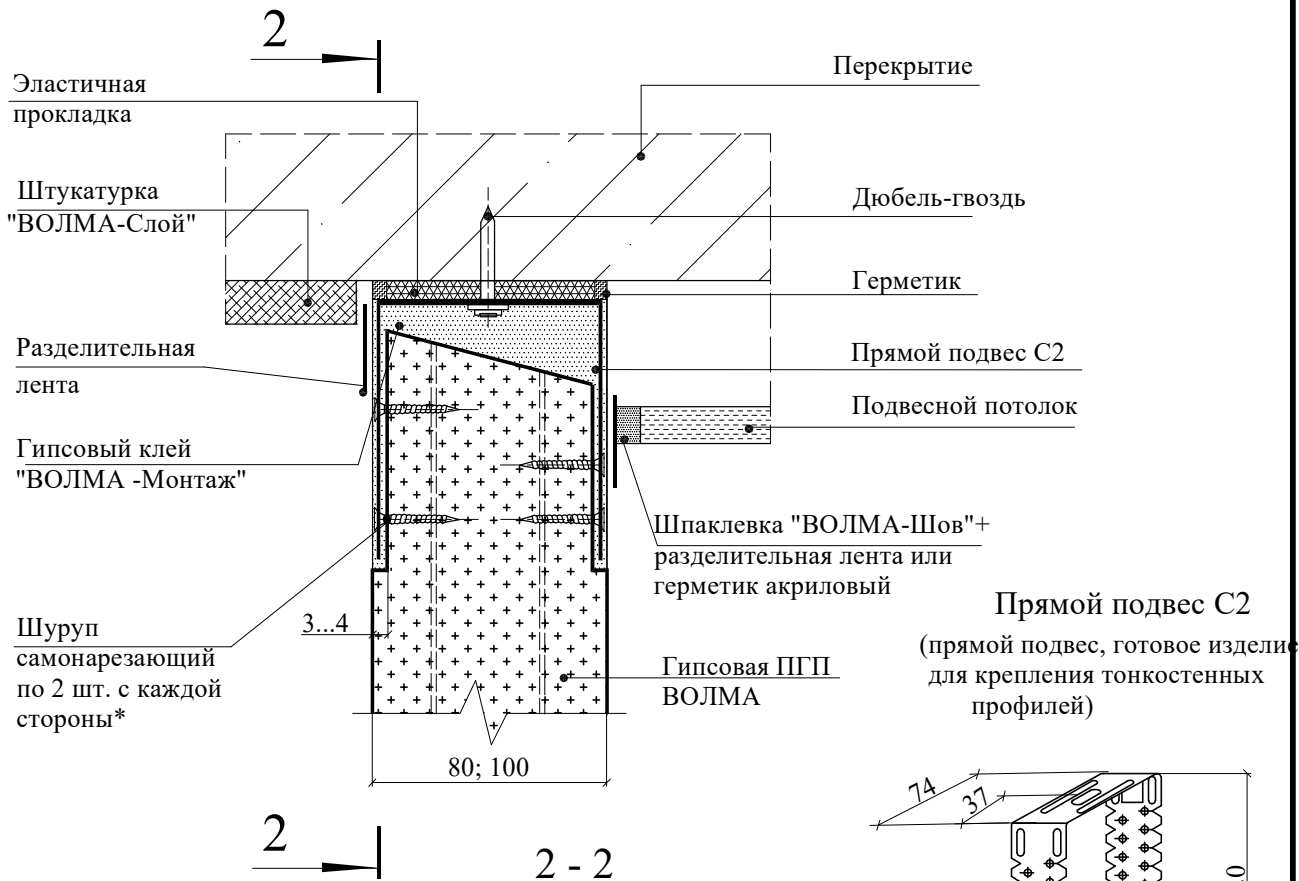 2
Эластичная
прокладка
Перекрытие
Штукатурка
"ВОЛМА-Слой"
Дюбель-гвоздь
Герметик
Разделительная
лента
Прямой подвес С2
Подвесной потолок
Гипсовый клей
"ВОЛМА -Монтаж"
Шпаклевка "ВОЛМА-Шов"+
разделительная лента или
герметик акриловый
Шуруп
самонарезающий
по 2 шт. с каждой
стороны*
3...4
Гипсовая ПГП
ВОЛМА
80; 100
Прямой подвес С2
(прямой подвес, готовое изделие
для крепления тонкостенных
профилей)
74
37
2
2 - 2